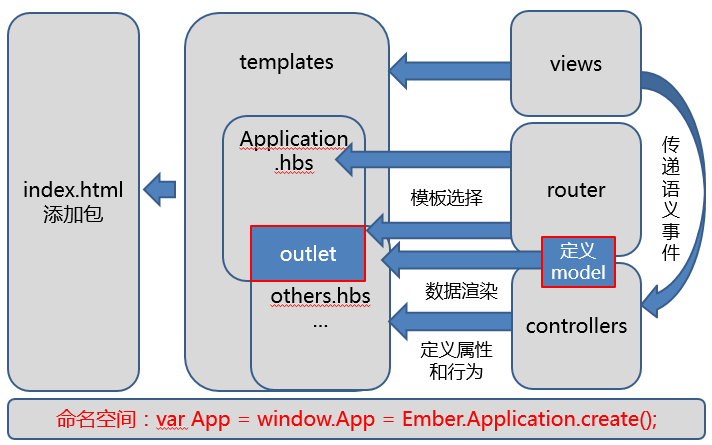 index.html
添加包
templates
Application
.hbs
outlet
others.hbs
...
模板选择
数据渲染
定义属性
和行为
views
router
定义
model
controllers
传
递
语
义
事
件
命名空间：var App = window.App = Ember.Application.create();